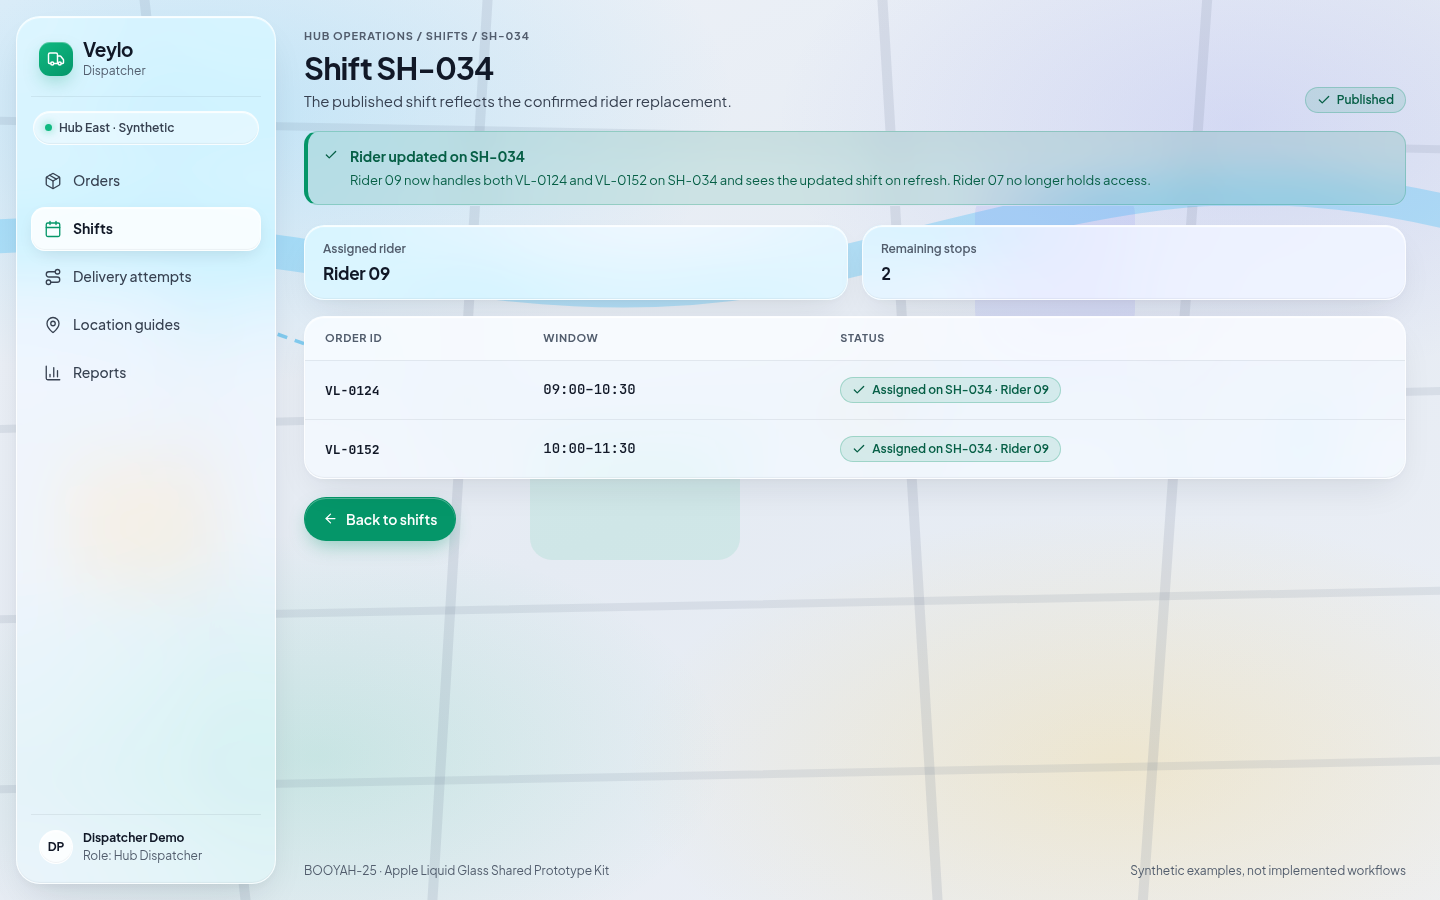 Veylo
Dispatcher
Hub East · Synthetic
Orders
Shifts
Delivery attempts
Location guides
Reports
DP
Dispatcher Demo
Role: Hub Dispatcher
HUB OPERATIONS / SHIFTS / SH-034
Shift SH-034
The published shift reflects the confirmed rider replacement.
Published
Rider updated on SH-034
Rider 09 now handles both VL-0124 and VL-0152 on SH-034 and sees the updated shift on refresh. Rider 07 no longer holds access.
Assigned rider
Rider 09
Remaining stops
2
ORDER ID WINDOW STATUS
VL-0124 09:00–10:30 Assigned on SH-034 · Rider 09
VL-0152 10:00–11:30 Assigned on SH-034 · Rider 09
Back to shifts
BOOYAH-25 · Apple Liquid Glass Shared Prototype Kit
Synthetic examples, not implemented workflows